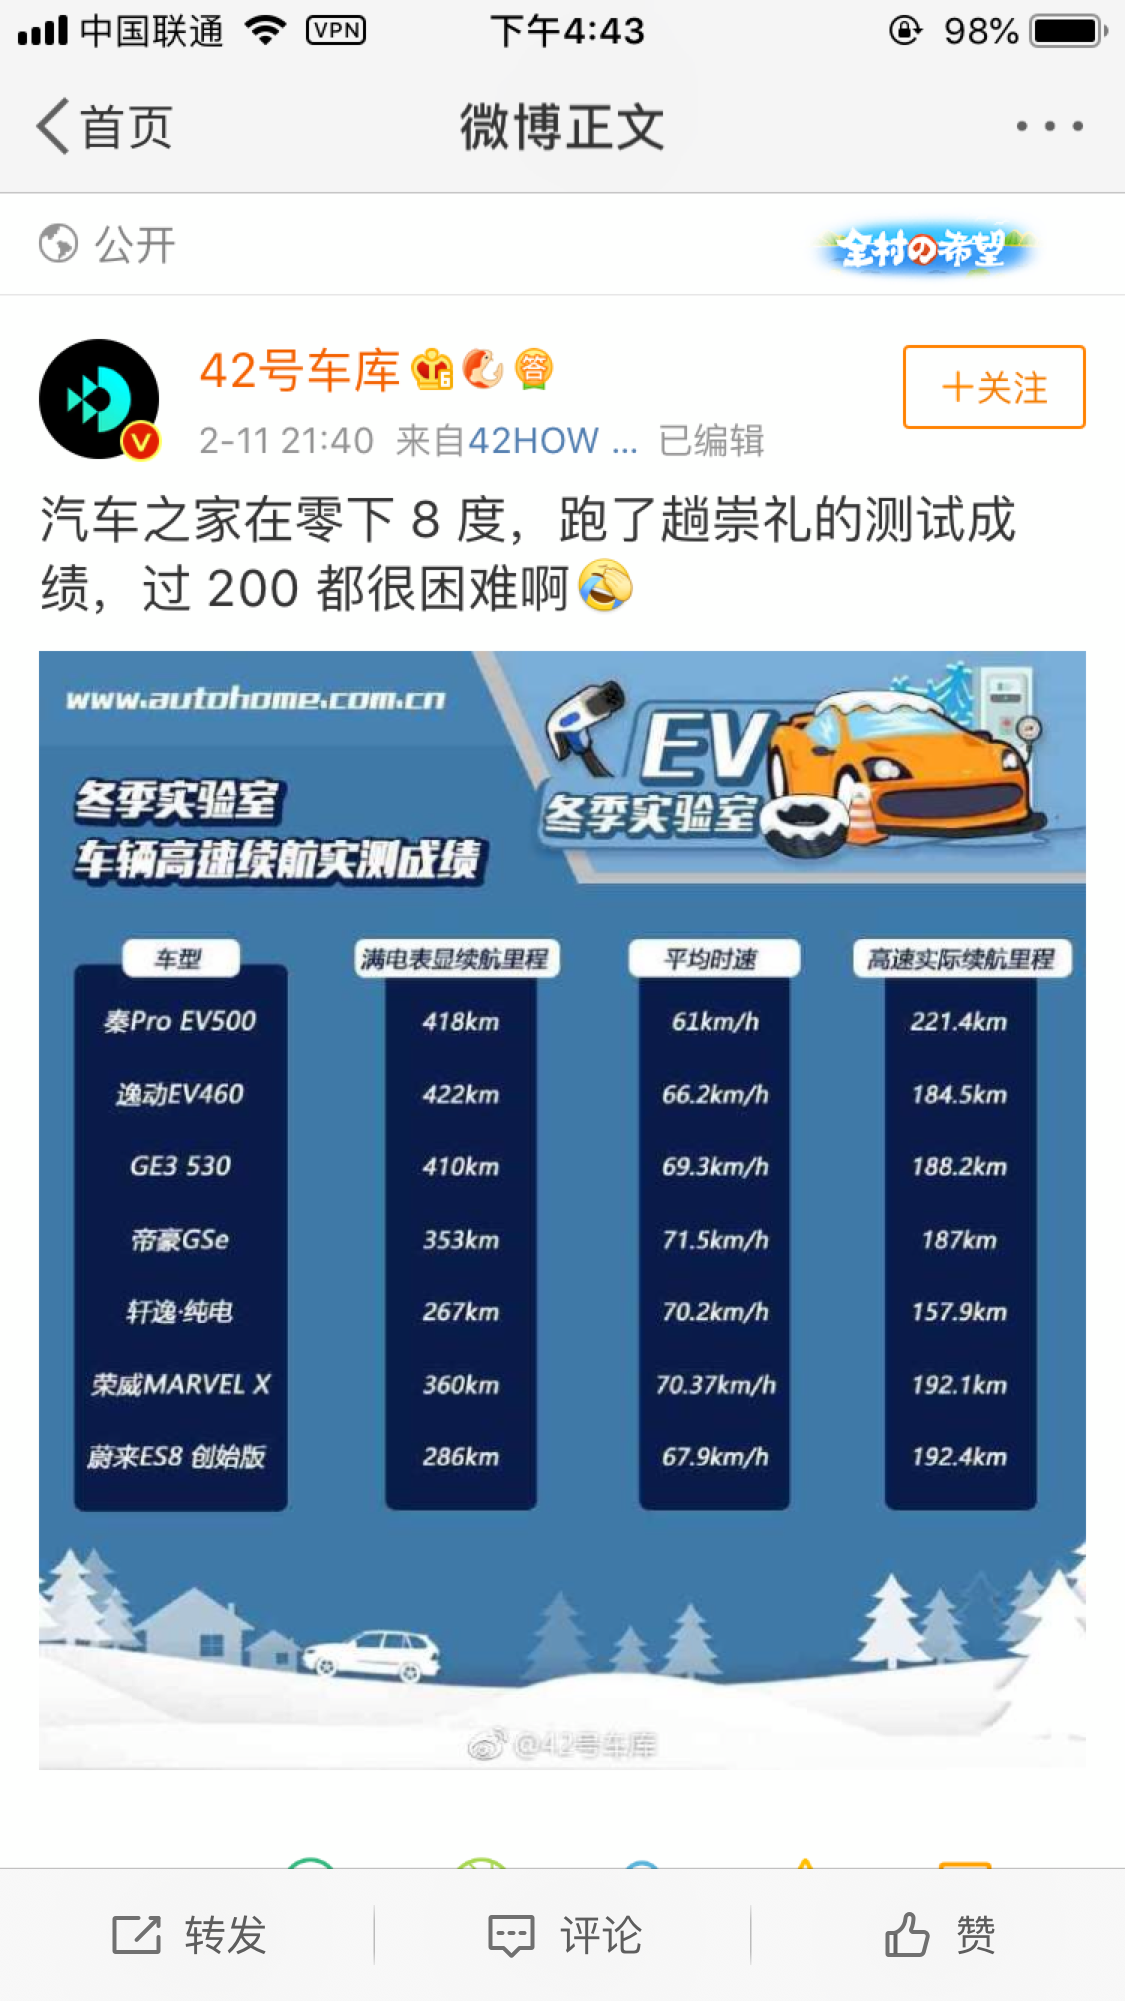 中国联通 VPN 下午4:43 98%
首页 微博正文
公开 全村の希望
42号车库 答
2-11 21:40 来自42HOW ... 已编辑
+关注
汽车之家在零下 8 度，跑了趟崇礼的测试成
绩，过 200 都很困难啊
www.autohome.com.cn
EV
冬季实验室
冬季实验室
车辆高速续航实测成绩
车型 满电表显续航里程 平均时速 高速实际续航里程
秦Pro EV500 418km 61km/h 221.4km
逸动EV460 422km 66.2km/h 184.5km
GE3 530 410km 69.3km/h 188.2km
帝豪GSe 353km 71.5km/h 187km
轩逸·纯电 267km 70.2km/h 157.9km
荣威MARVEL X 360km 70.37km/h 192.1km
蔚来ES8 创始版 286km 67.9km/h 192.4km
@42号车库
转发 评论 赞